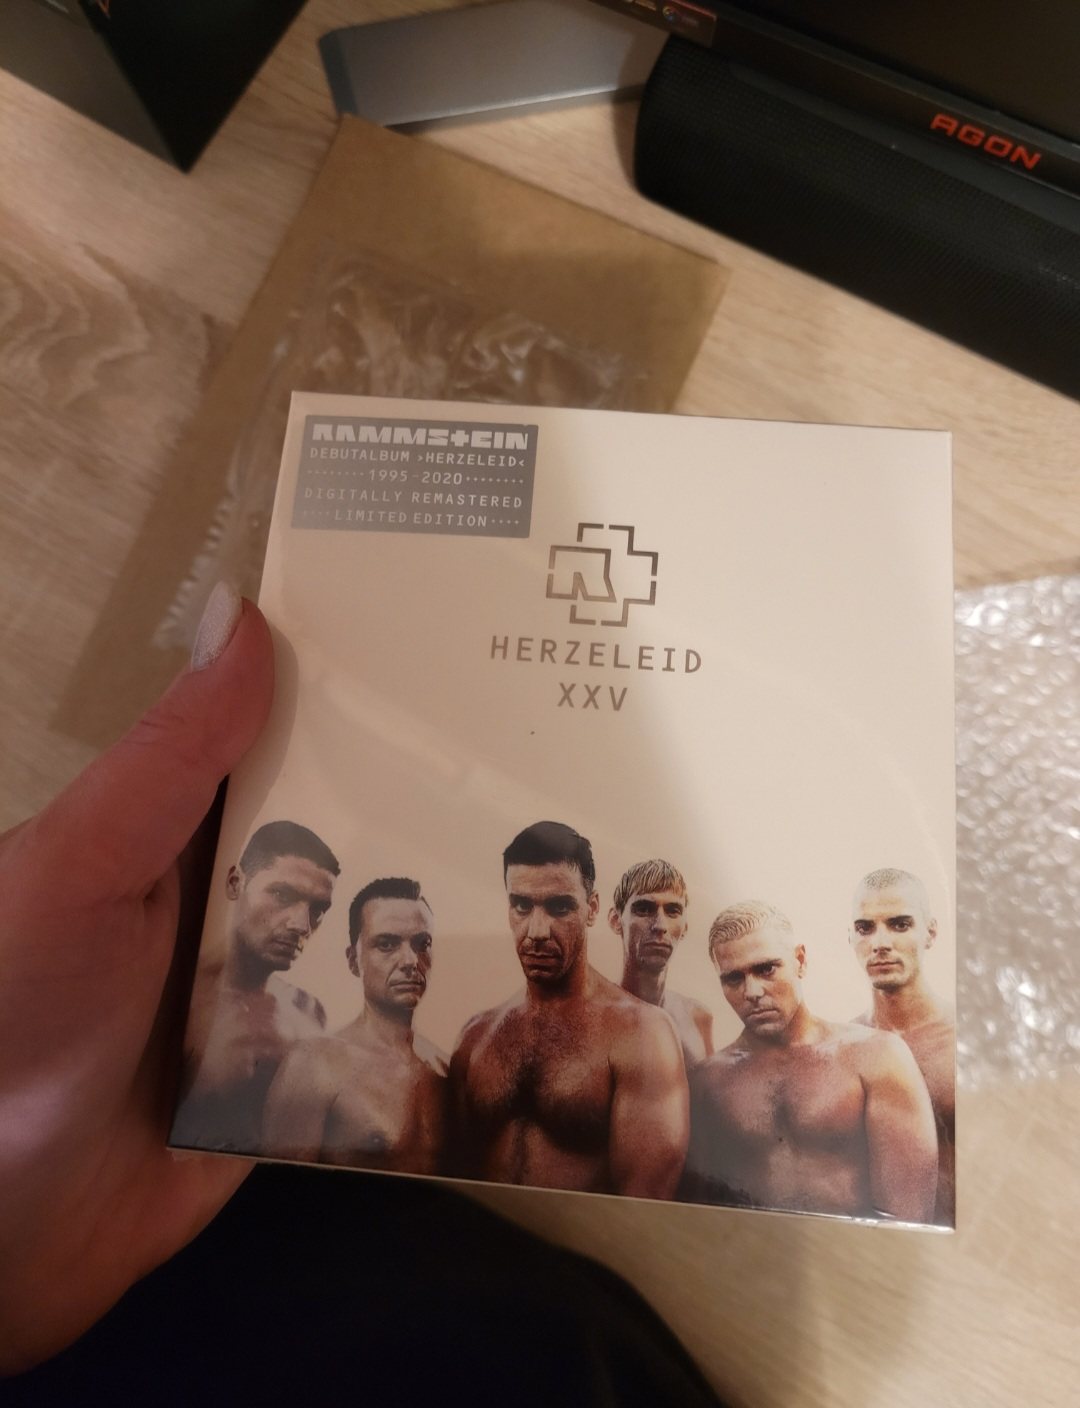 AGON
RAMMSTEIN
DEBUTALBUM ›HERZELEID‹
········1995-2020········
DIGITALLY REMASTERED
····LIMITED EDITION····
HERZELEID
XXV